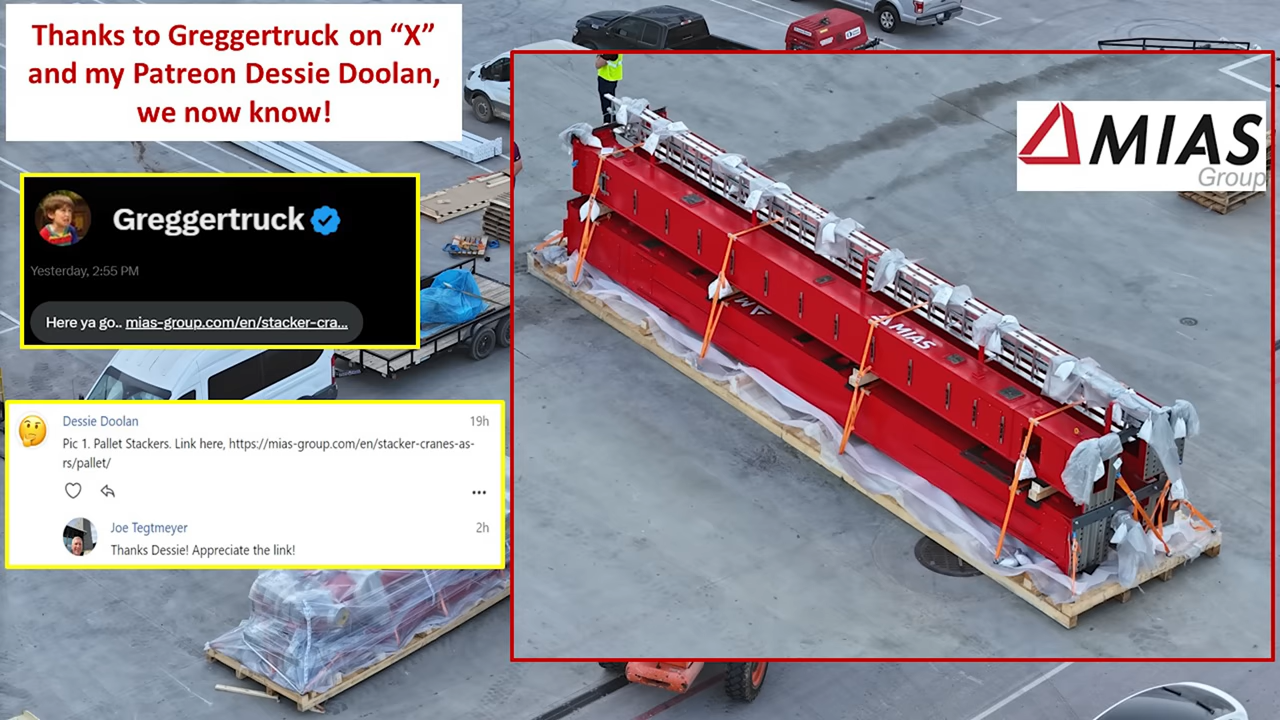 Thanks to Greggertruck on “X”
and my Patreon Dessie Doolan,
we now know!
Greggertruck
Yesterday, 2:55 PM
Here ya go.. mias-group.com/en/stacker-cra...
Dessie Doolan
19h
Pic 1. Pallet Stackers. Link here, https://mias-group.com/en/stacker-cranes-as-
rs/pallet/
Joe Tegtmeyer
2h
Thanks Dessie! Appreciate the link!
MIAS
Group
MIAS